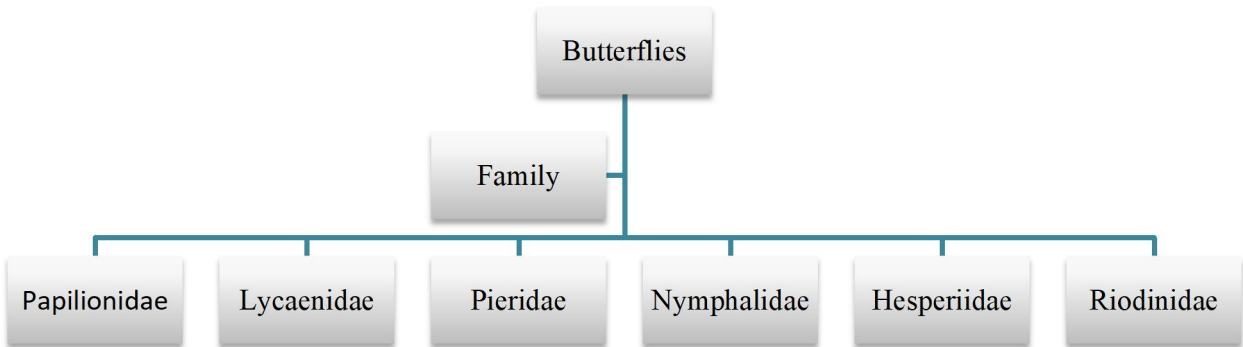 Butterflies
Family
Papilionidae
Lycaenidae
Pieridae
Nymphalidae
Hesperiidae
Riodinidae